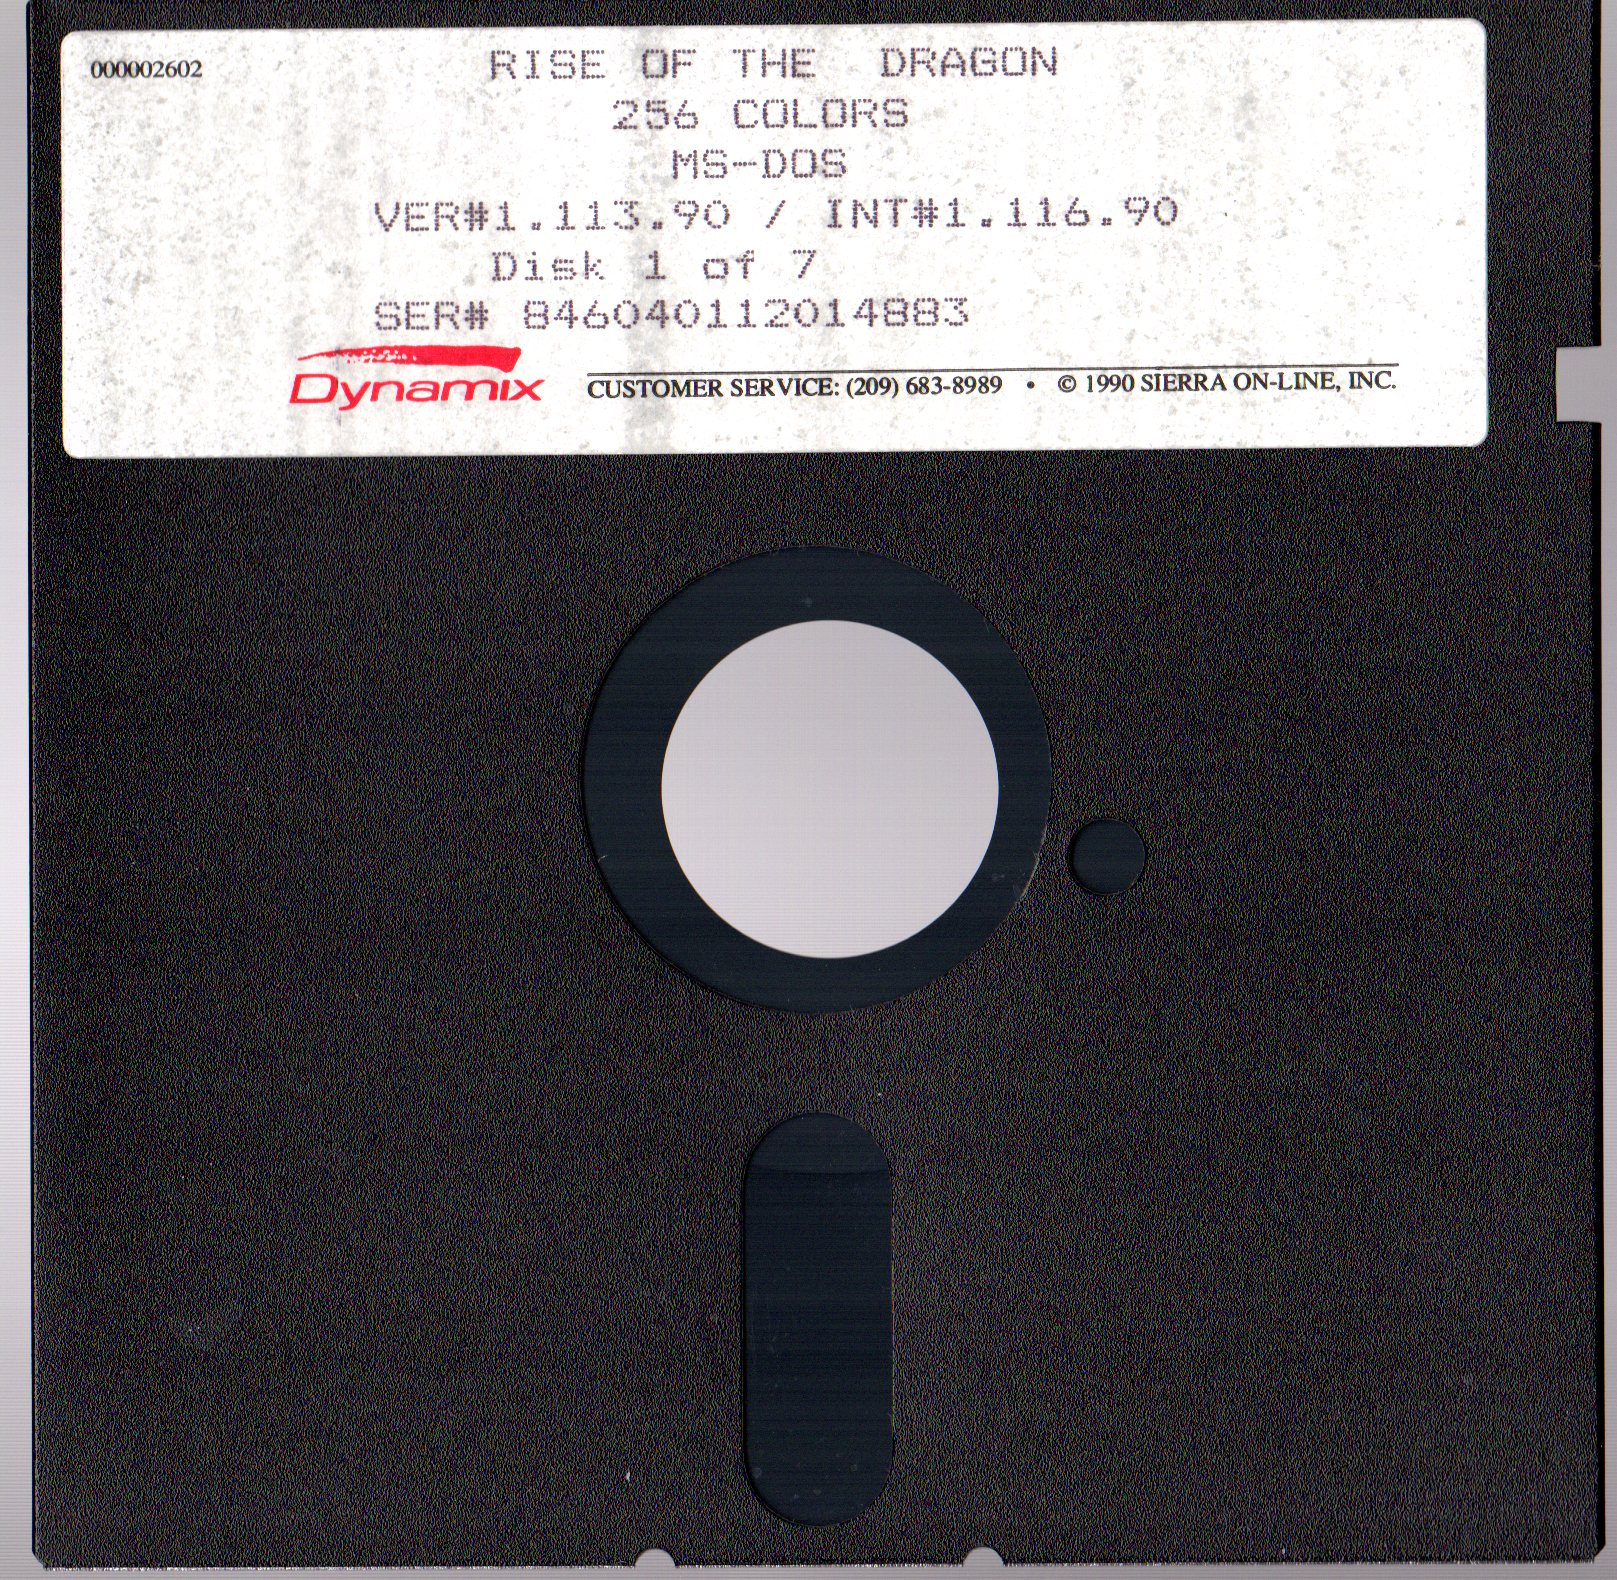 000002602
RISE OF THE DRAGON
256 COLORS
MS-DOS
VER#1.113.90 / INT#1.116.90
Disk 1 of 7
SER# 846040112014883
Dynamix
CUSTOMER SERVICE: (209) 683-8989 • © 1990 SIERRA ON-LINE, INC.